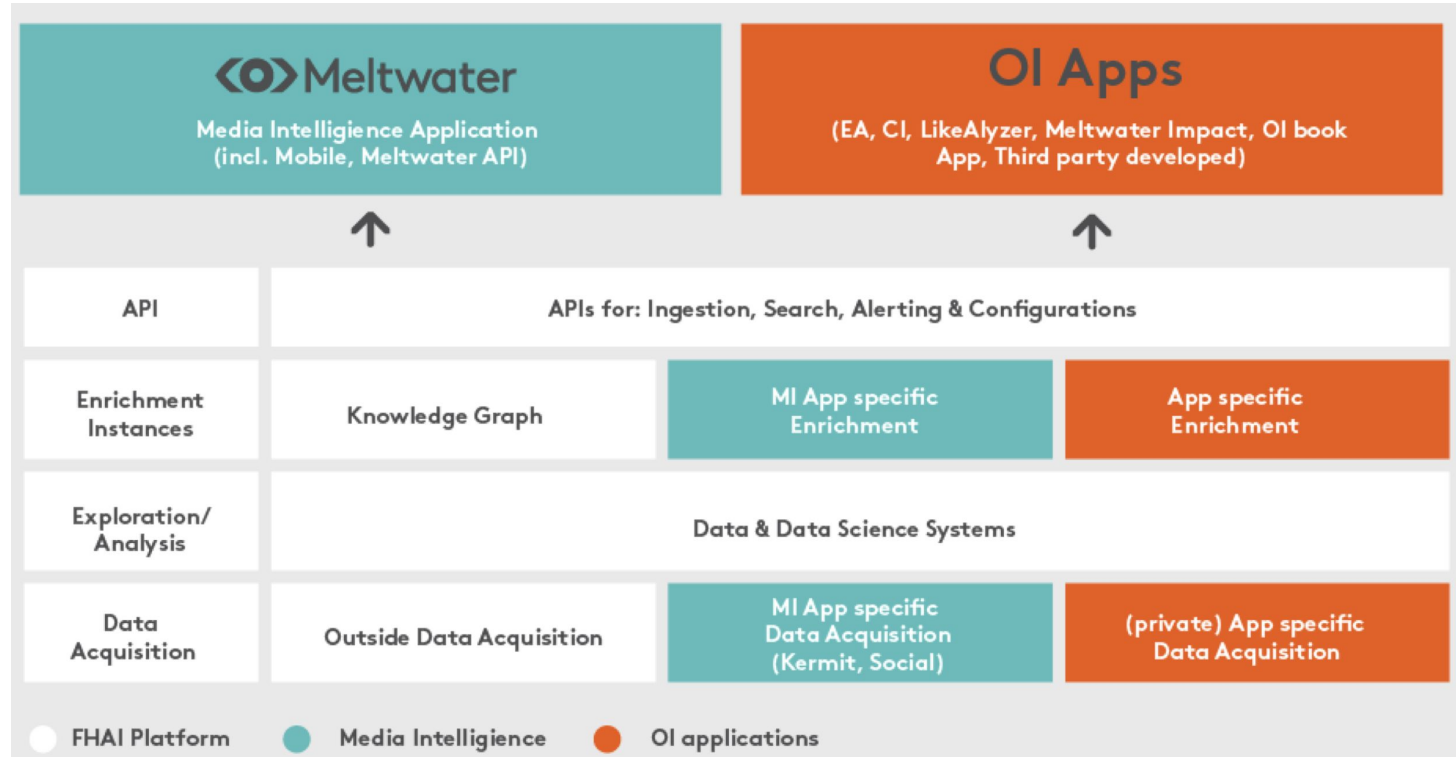 Meltwater
Media Intelligience Application
(incl. Mobile, Meltwater API)
OI Apps
(EA, CI, LikeAlyzer, Meltwater Impact, OI book
App, Third party developed)
API
APIs for: Ingestion, Search, Alerting & Configurations
Enrichment
Instances
Knowledge Graph
MI App specific
Enrichment
App specific
Enrichment
Exploration/
Analysis
Data & Data Science Systems
Data
Acquisition
Outside Data Acquisition
MI App specific
Data Acquisition
(Kermit, Social)
(private) App specific
Data Acquisition
FHAI Platform
Media Intelligience
OI applications